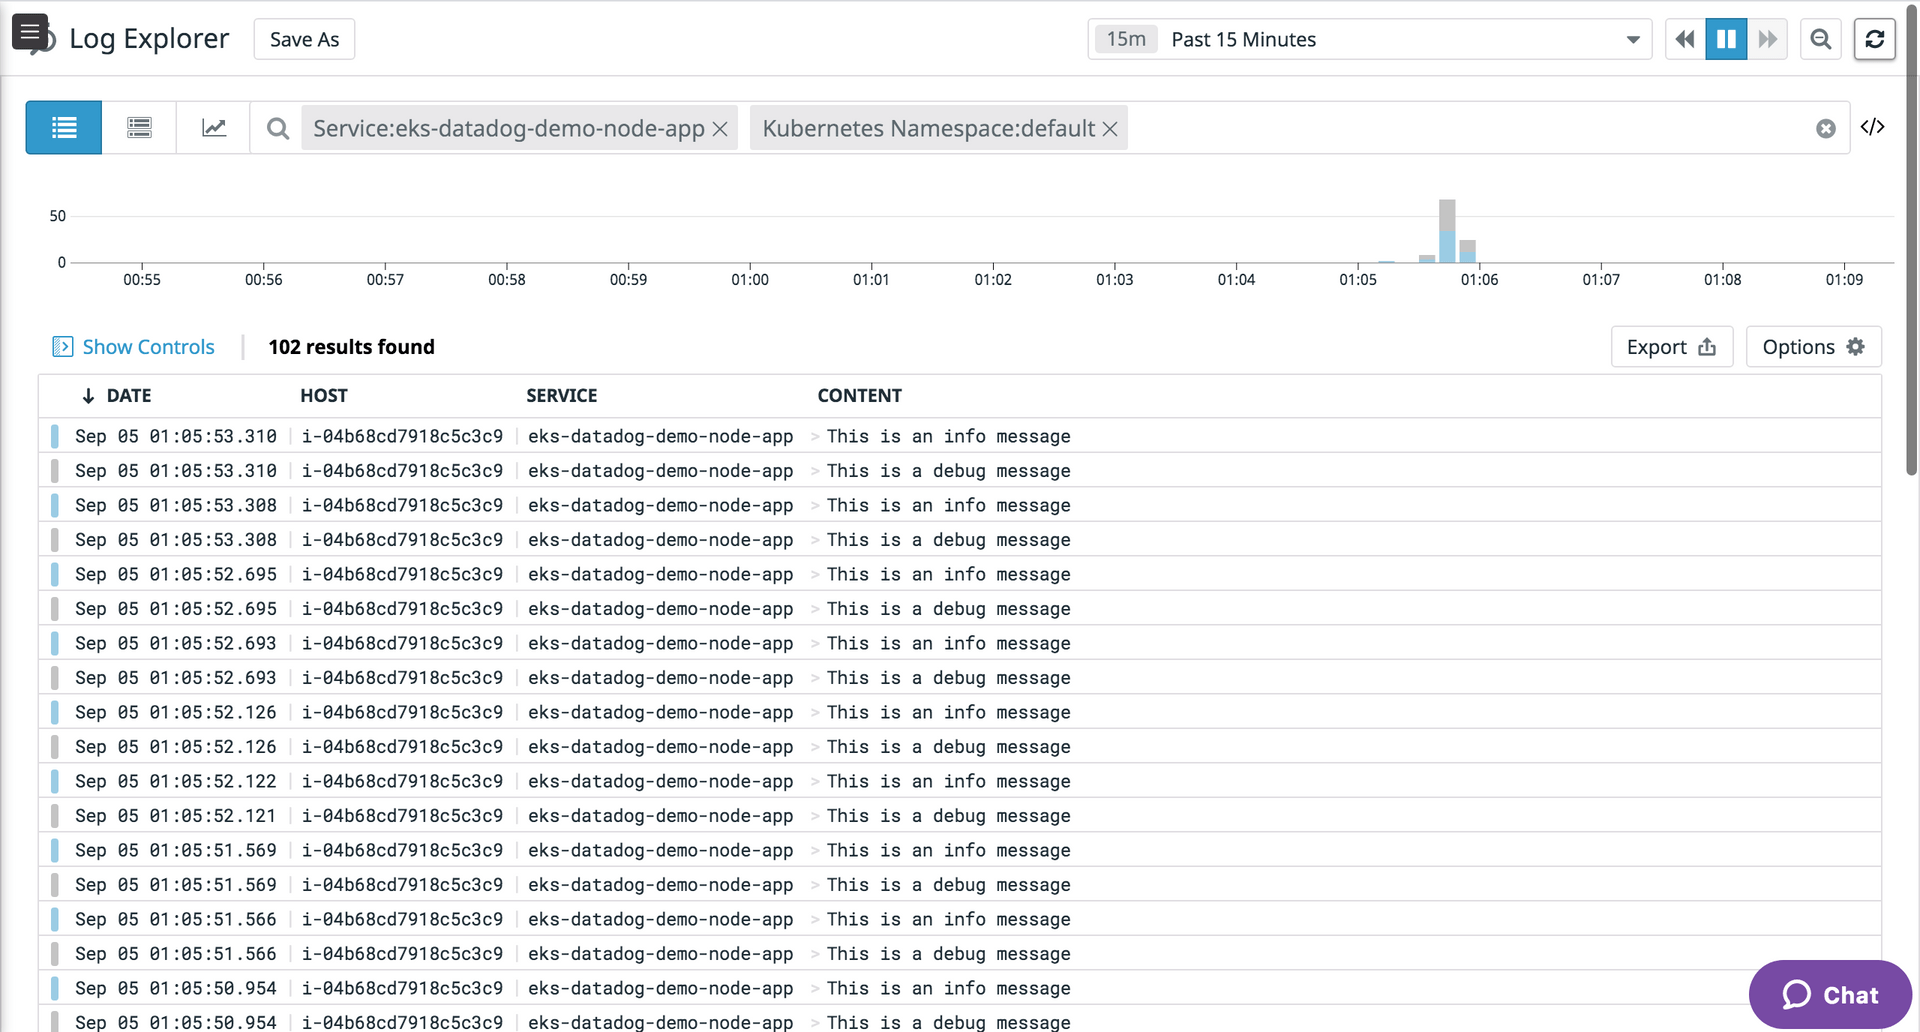 Log Explorer Save As 15m Past 15 Minutes
Service:eks-datadog-demo-node-app Kubernetes Namespace:default </>
50
0
00:55 00:56 00:57 00:58 00:59 01:00 01:01 01:02 01:03 01:04 01:05 01:06 01:07 01:08 01:09
Show Controls 102 results found Export Options
↓ DATE HOST SERVICE CONTENT
Sep 05 01:05:53.310 i-04b68cd7918c5c3c9 eks-datadog-demo-node-app > This is an info message
Sep 05 01:05:53.310 i-04b68cd7918c5c3c9 eks-datadog-demo-node-app > This is a debug message
Sep 05 01:05:53.308 i-04b68cd7918c5c3c9 eks-datadog-demo-node-app > This is an info message
Sep 05 01:05:53.308 i-04b68cd7918c5c3c9 eks-datadog-demo-node-app > This is a debug message
Sep 05 01:05:52.695 i-04b68cd7918c5c3c9 eks-datadog-demo-node-app > This is an info message
Sep 05 01:05:52.695 i-04b68cd7918c5c3c9 eks-datadog-demo-node-app > This is a debug message
Sep 05 01:05:52.693 i-04b68cd7918c5c3c9 eks-datadog-demo-node-app > This is an info message
Sep 05 01:05:52.693 i-04b68cd7918c5c3c9 eks-datadog-demo-node-app > This is a debug message
Sep 05 01:05:52.126 i-04b68cd7918c5c3c9 eks-datadog-demo-node-app > This is an info message
Sep 05 01:05:52.126 i-04b68cd7918c5c3c9 eks-datadog-demo-node-app > This is a debug message
Sep 05 01:05:52.122 i-04b68cd7918c5c3c9 eks-datadog-demo-node-app > This is an info message
Sep 05 01:05:52.121 i-04b68cd7918c5c3c9 eks-datadog-demo-node-app > This is a debug message
Sep 05 01:05:51.569 i-04b68cd7918c5c3c9 eks-datadog-demo-node-app > This is an info message
Sep 05 01:05:51.569 i-04b68cd7918c5c3c9 eks-datadog-demo-node-app > This is a debug message
Sep 05 01:05:51.566 i-04b68cd7918c5c3c9 eks-datadog-demo-node-app > This is an info message
Sep 05 01:05:51.566 i-04b68cd7918c5c3c9 eks-datadog-demo-node-app > This is a debug message
Sep 05 01:05:50.954 i-04b68cd7918c5c3c9 eks-datadog-demo-node-app > This is an info message
Sep 05 01:05:50.954 i-04b68cd7918c5c3c9 eks-datadog-demo-node-app > This is a debug message
Chat